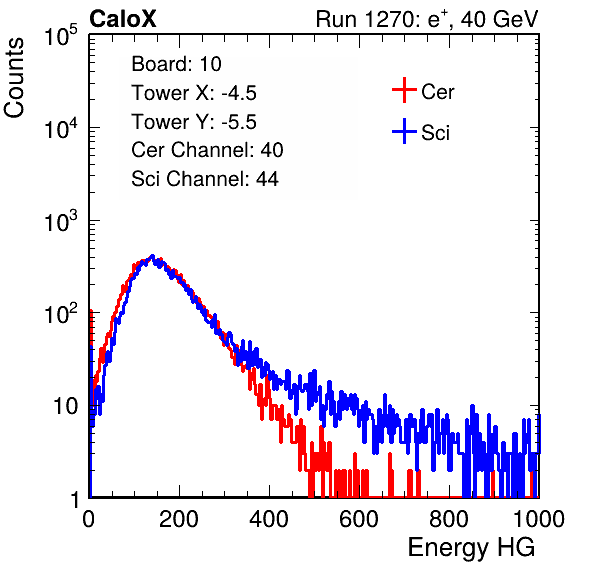 CaloX Run 1270: e⁺, 40 GeV
Counts
Board: 10
Tower X: -4.5
Tower Y: -5.5
Cer Channel: 40
Sci Channel: 44
Cer
Sci
10⁵
10⁴
10³
10²
10
1
0 200 400 600 800 1000
Energy HG